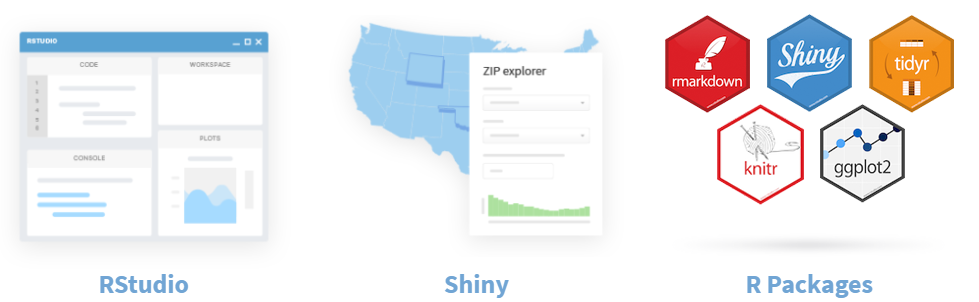 RSTUDIO
CODE
WORKSPACE
1
2
3
4
5
6
PLOTS
CONSOLE
RStudio
ZIP explorer
Shiny
rmarkdown
Shiny
tidyr
knitr
ggplot2
R Packages